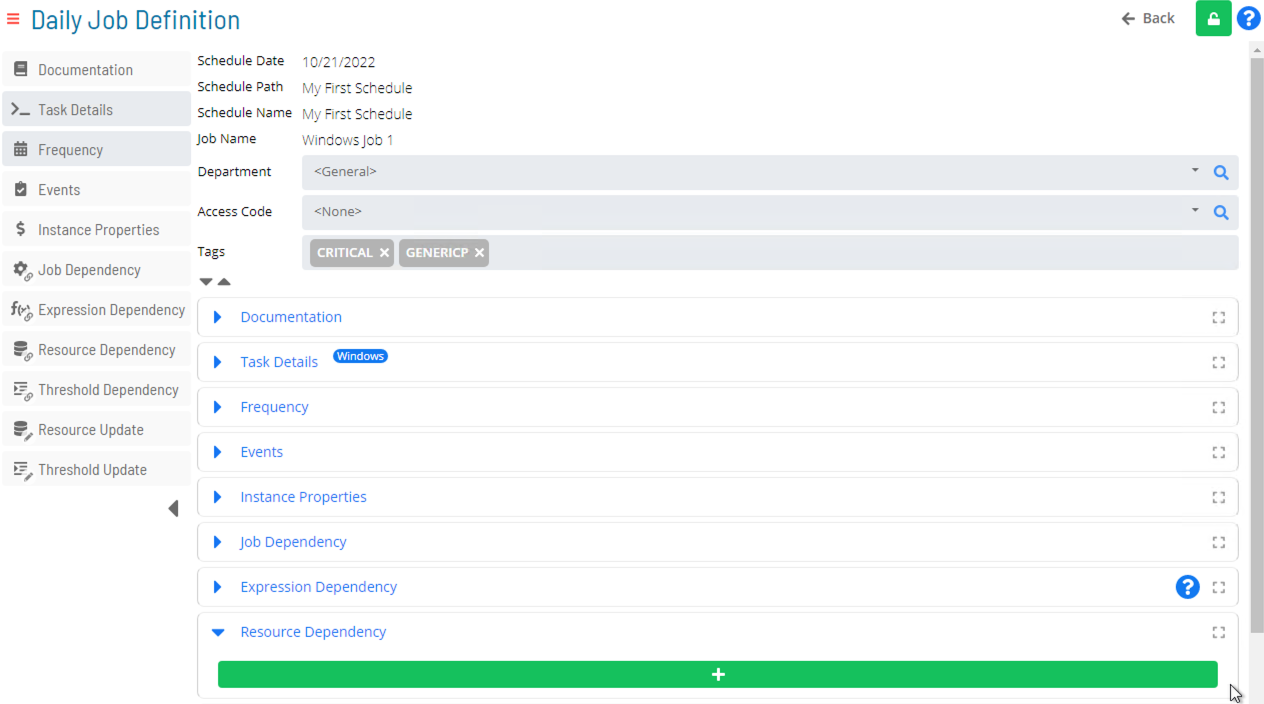 Daily Job Definition
Back
?
Documentation
Task Details
Frequency
Events
$ Instance Properties
Job Dependency
f(x) Expression Dependency
Resource Dependency
Threshold Dependency
Resource Update
Threshold Update
Schedule Date 10/21/2022
Schedule Path My First Schedule
Schedule Name My First Schedule
Job Name Windows Job 1
Department <General>
Access Code <None>
Tags CRITICAL × GENERICP ×
Documentation
Task Details Windows
Frequency
Events
Instance Properties
Job Dependency
Expression Dependency ?
Resource Dependency
+